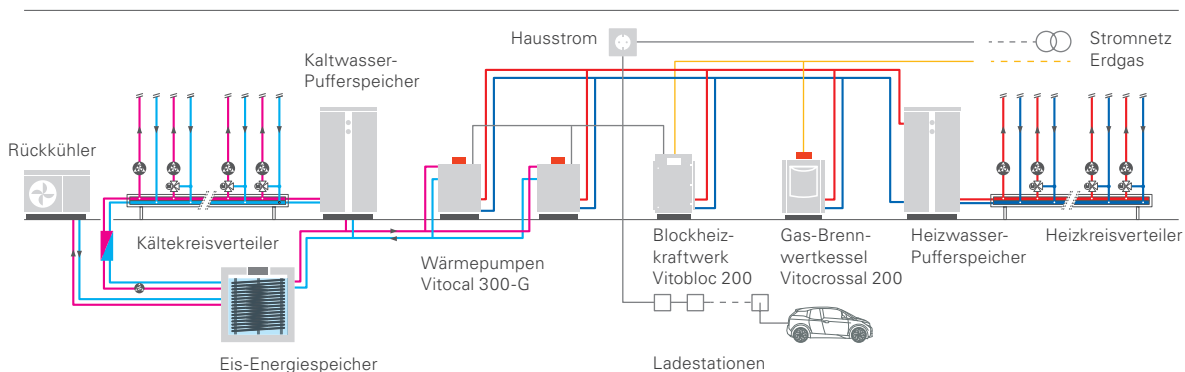 Hausstrom
Stromnetz
Erdgas
Kaltwasser-
Pufferspeicher
Rückkühler
Kältekreisverteiler
Wärmepumpen
Vitocal 300-G
Blockheiz-
kraftwerk
Vitobloc 200
Gas-Brenn-
wertkessel
Vitocrossal 200
Heizwasser-
Pufferspeicher
Heizkreisverteiler
Eis-Energiespeicher
Ladestationen